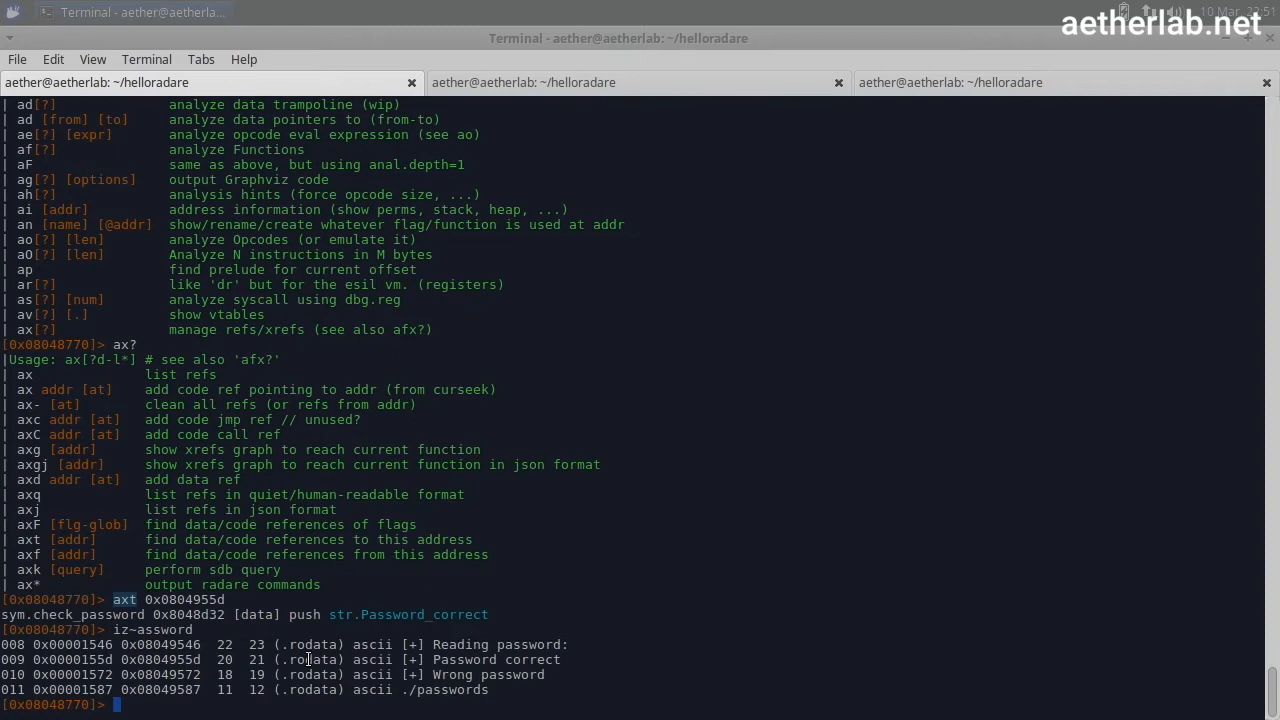 Terminal - aether@aetherla...
10 Mar, 22:51
aetherlab.net
Terminal - aether@aetherlab: ~/helloradare
File Edit View Terminal Tabs Help
aether@aetherlab: ~/helloradare
aether@aetherlab: ~/helloradare
aether@aetherlab: ~/helloradare
| ad[?] analyze data trampoline (wip)
| ad [from] [to] analyze data pointers to (from-to)
| ae[?] [expr] analyze opcode eval expression (see ao)
| af[?] analyze Functions
| aF same as above, but using anal.depth=1
| ag[?] [options] output Graphviz code
| ah[?] analysis hints (force opcode size, ...)
| ai [addr] address information (show perms, stack, heap, ...)
| an [name] [@addr] show/rename/create whatever flag/function is used at addr
| ao[?] [len] analyze Opcodes (or emulate it)
| aO[?] [len] Analyze N instructions in M bytes
| ap find prelude for current offset
| ar[?] like 'dr' but for the esil vm. (registers)
| as[?] [num] analyze syscall using dbg.reg
| av[?] [.] show vtables
| ax[?] manage refs/xrefs (see also afx?)
[0x08048770]> ax?
|Usage: ax[?d-l*] # see also 'afx?'
| ax list refs
| ax addr [at] add code ref pointing to addr (from curseek)
| ax- [at] clean all refs (or refs from addr)
| axc addr [at] add code jmp ref // unused?
| axC addr [at] add code call ref
| axg [addr] show xrefs graph to reach current function
| axgj [addr] show xrefs graph to reach current function in json format
| axd addr [at] add data ref
| axq list refs in quiet/human-readable format
| axj list refs in json format
| axF [flg-glob] find data/code references of flags
| axt [addr] find data/code references to this address
| axf [addr] find data/code references from this address
| axk [query] perform sdb query
| ax* output radare commands
[0x08048770]> axt 0x0804955d
sym.check_password 0x8048d32 [data] push str.Password_correct
[0x08048770]> iz~assword
008 0x00001546 0x08049546 22 23 (.rodata) ascii [+] Reading password:
009 0x0000155d 0x0804955d 20 21 (.rodata) ascii [+] Password correct
010 0x00001572 0x08049572 18 19 (.rodata) ascii [+] Wrong password
011 0x00001587 0x08049587 11 12 (.rodata) ascii ./passwords
[0x08048770]>